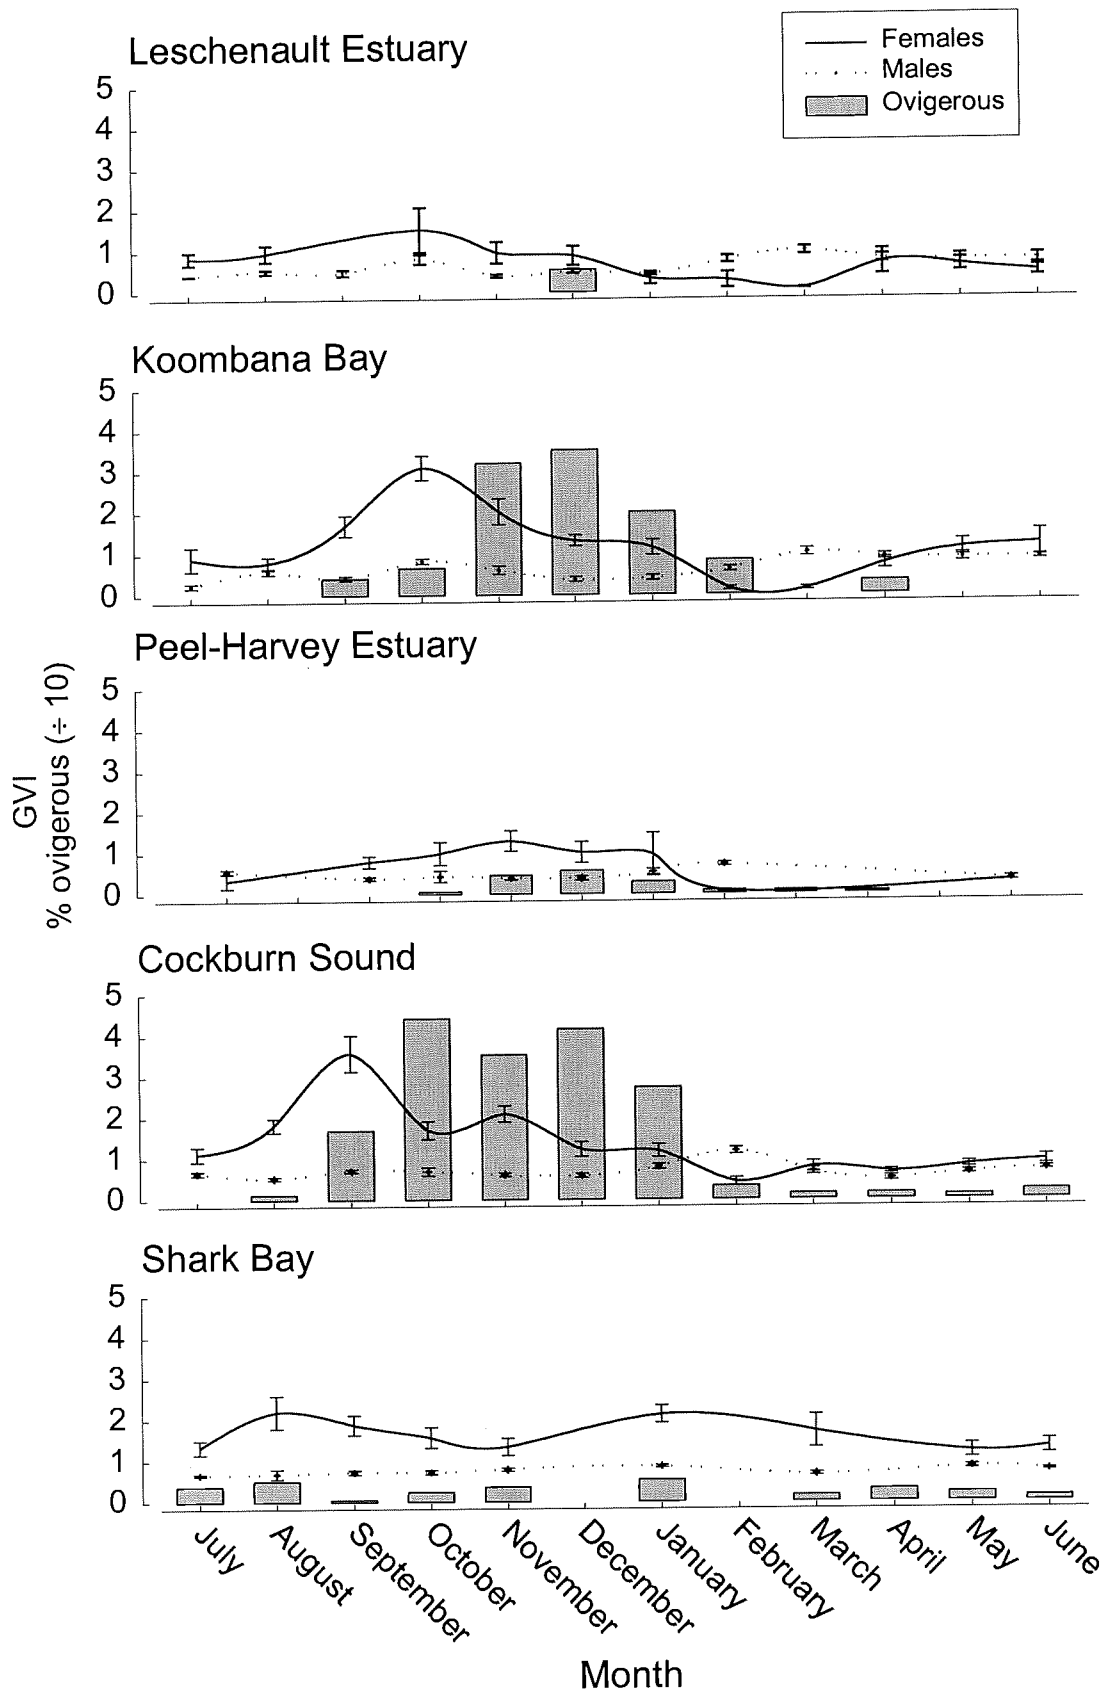 Leschenault Estuary
Females
Males
Ovigerous
5
4
3
2
1
0
Koombana Bay
5
4
3
2
1
0
Peel-Harvey Estuary
5
4
3
2
1
0
GVI
% ovigerous (÷ 10)
Cockburn Sound
5
4
3
2
1
0
Shark Bay
5
4
3
2
1
0
July
August
September
October
November
December
January
February
March
April
May
June
Month